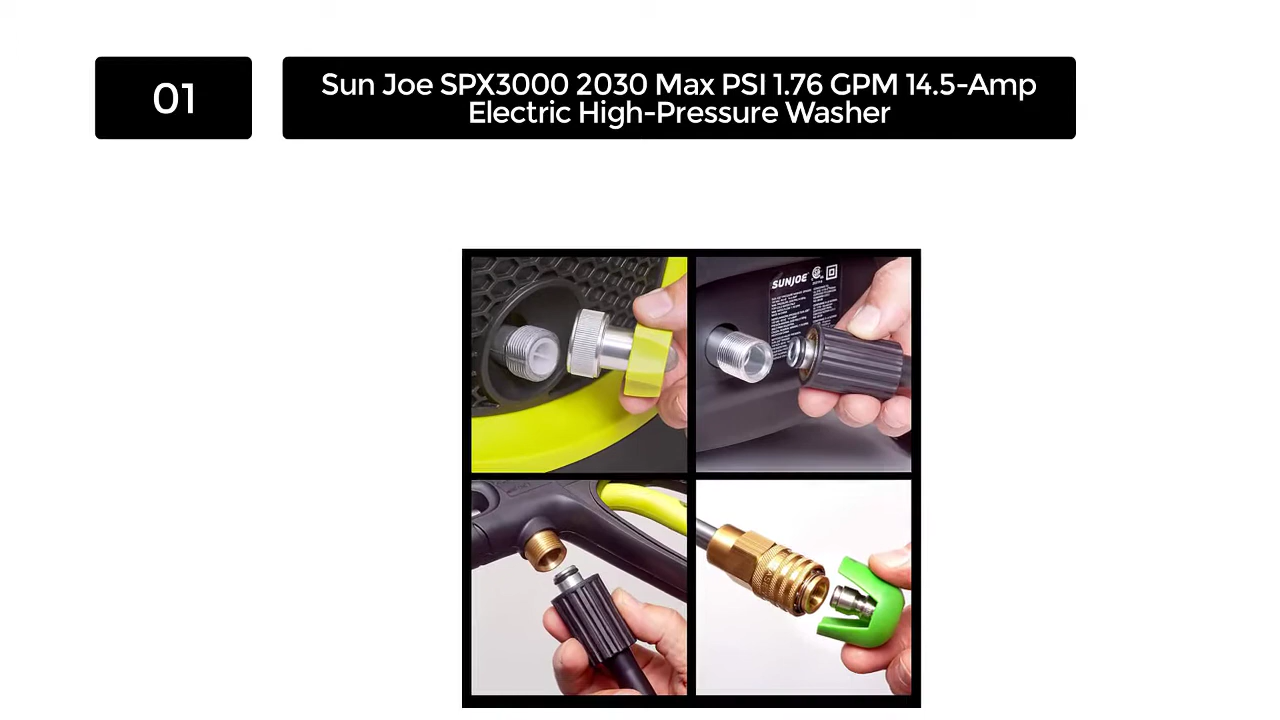 01
Sun Joe SPX3000 2030 Max PSI 1.76 GPM 14.5-Amp
Electric High-Pressure Washer
SUNJOE